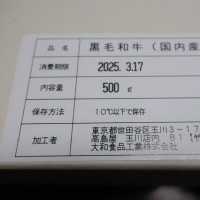 品名 黒毛和牛（国内産
消費期限 2025. 3.17
内容量 500 g
保存方法 10℃以下で保存
加工者 東京都世田谷区玉川3－17
高島屋 玉川店内 B1
大和食品工業株式会社